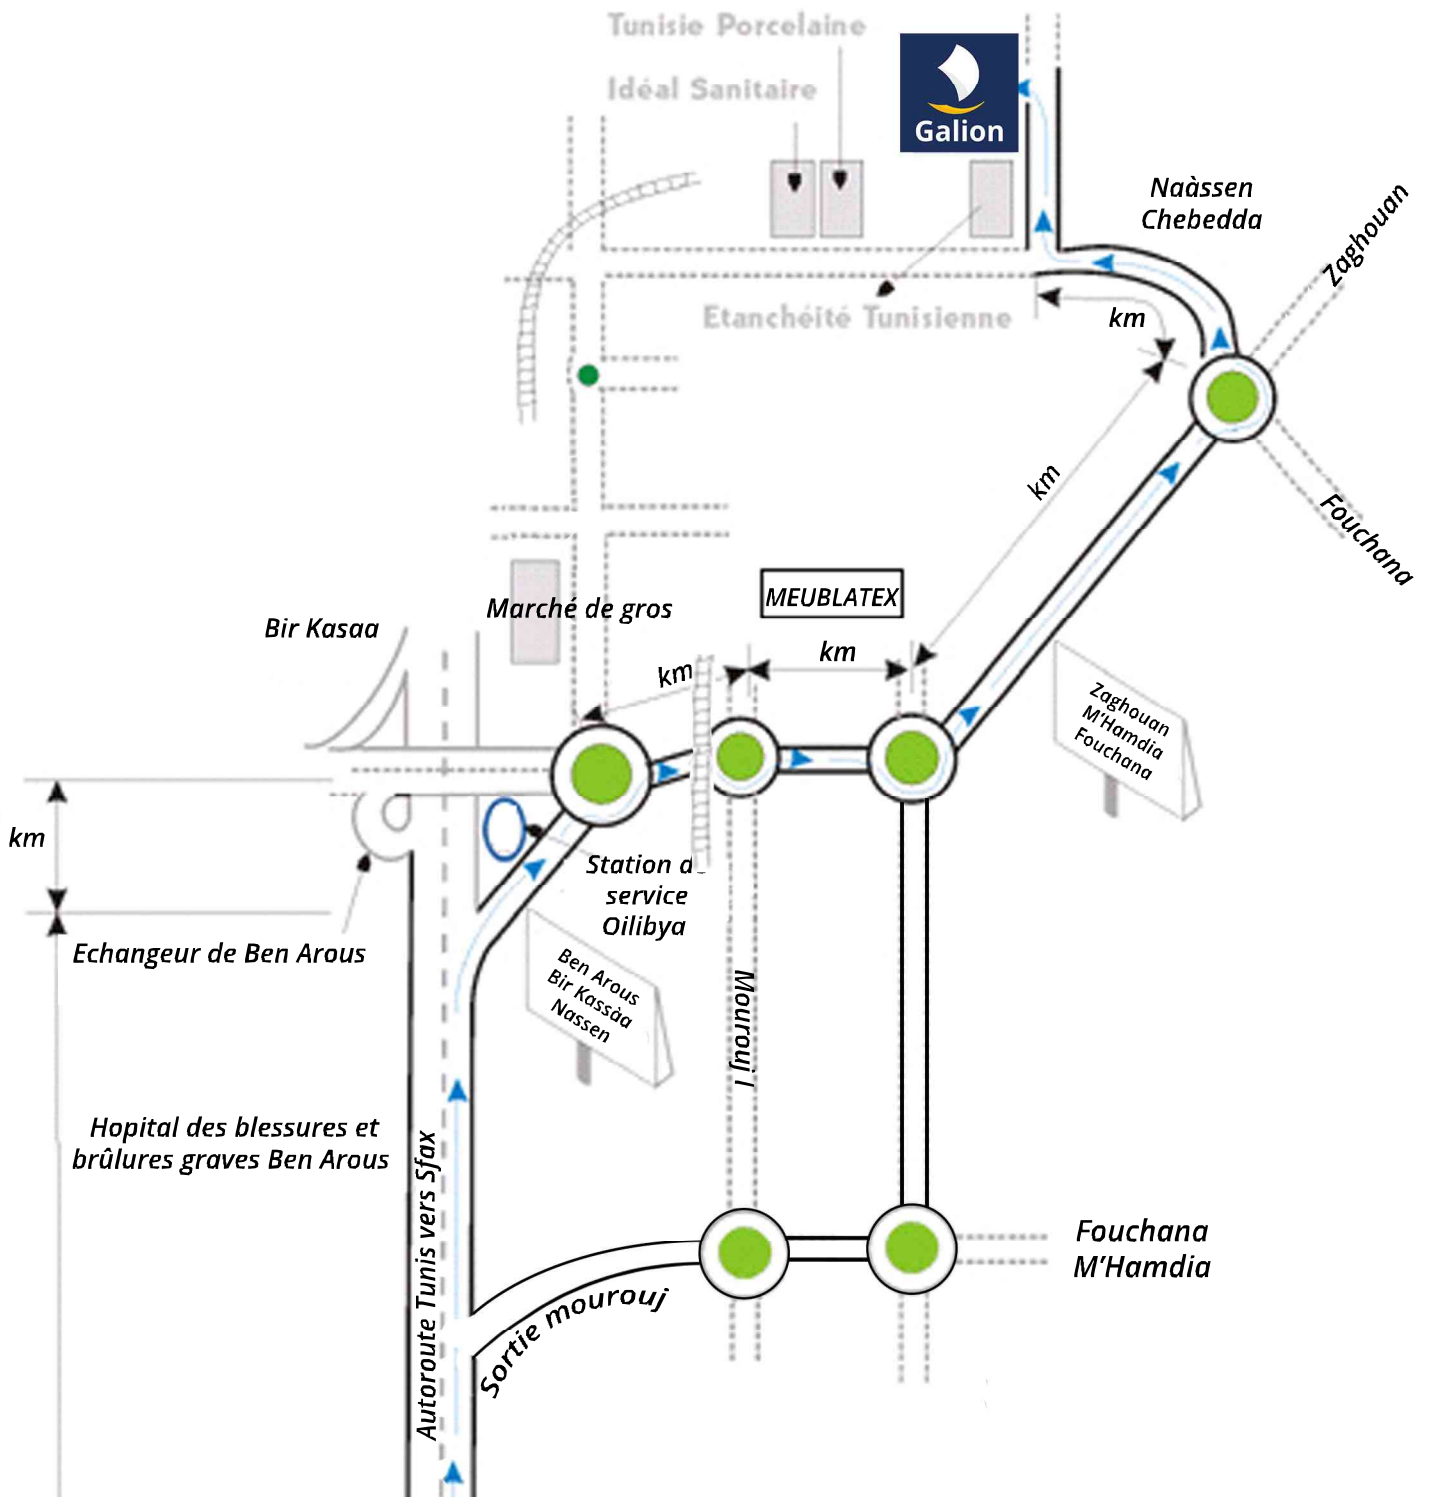 Tunisie Porcelaine
Idéal Sanitaire
Galion
Naàssen
Chebedda
Zaghouan
Etanchéité Tunisienne
km
km
Fouchana
MEUBLATEX
Marché de gros
Bir Kasaa
km
km
Zaghouan
M'Hamdia
Fouchana
km
Station d
service
Oilibya
Echangeur de Ben Arous
Ben Arous
Bir Kassàa
Nassen
Mourouj I
Hopital des blessures et
brûlures graves Ben Arous
Autoroute Tunis vers Sfax
Sortie mourouj
Fouchana
M'Hamdia